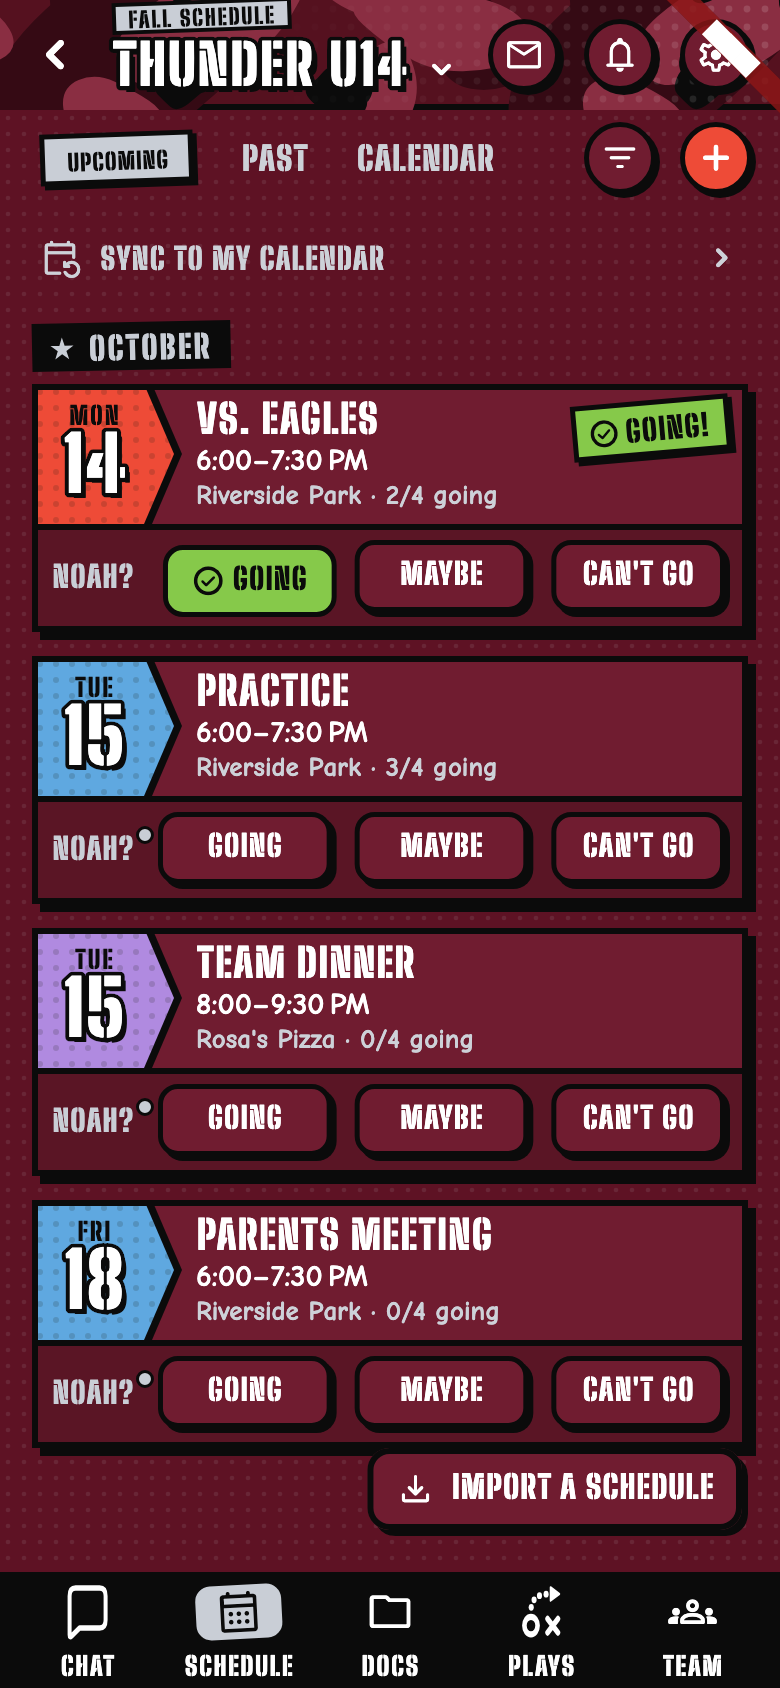 FALL SCHEDULE
THUNDER U14
UPCOMING PAST CALENDAR
SYNC TO MY CALENDAR
★ OCTOBER
MON
14
VS. EAGLES
6:00–7:30 PM
Riverside Park · 2/4 going
GOING!
NOAH? GOING MAYBE CAN'T GO
TUE
15
PRACTICE
6:00–7:30 PM
Riverside Park · 3/4 going
NOAH? GOING MAYBE CAN'T GO
TUE
15
TEAM DINNER
8:00–9:30 PM
Rosa's Pizza · 0/4 going
NOAH? GOING MAYBE CAN'T GO
FRI
18
PARENTS MEETING
6:00–7:30 PM
Riverside Park · 0/4 going
NOAH? GOING MAYBE CAN'T GO
IMPORT A SCHEDULE
CHAT SCHEDULE DOCS PLAYS TEAM